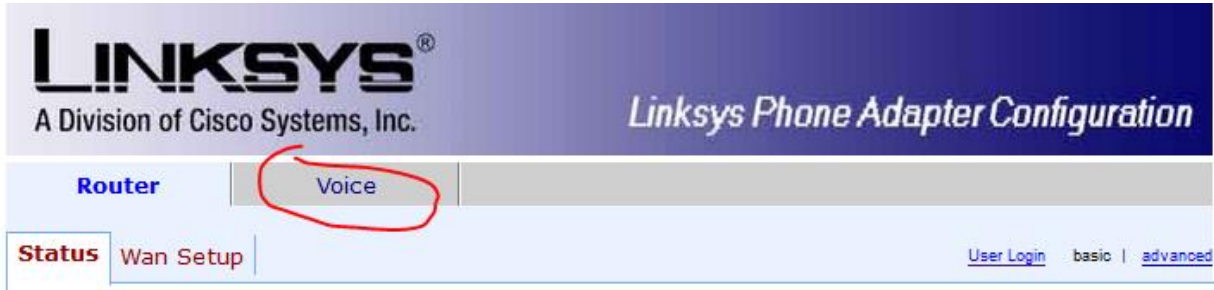 LINKSYS®
A Division of Cisco Systems, Inc.
Linksys Phone Adapter Configuration
Router Voice
Status Wan Setup User Login basic | advanced